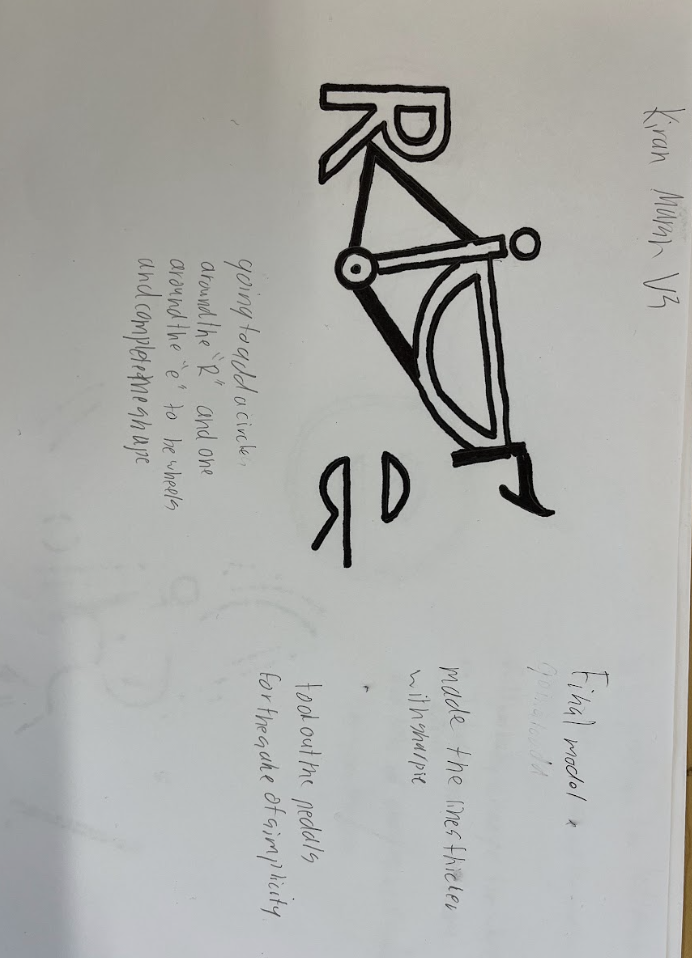 Kiran V3
RiDe
Final model
made the lines thicker
with sharpie
took out the pedals
for the sake of simplicity
going to add a circle,
around the "R" and one
around the "e" to be wheels
and complete the shape